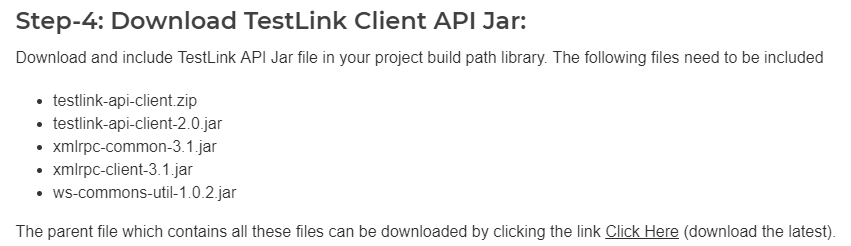 Step-4: Download TestLink Client API Jar:
Download and include TestLink API Jar file in your project build path library. The following files need to be included
• testlink-api-client.zip
• testlink-api-client-2.0.jar
• xmlrpc-common-3.1.jar
• xmlrpc-client-3.1.jar
• ws-commons-util-1.0.2.jar
The parent file which contains all these files can be downloaded by clicking the link Click Here (download the latest).